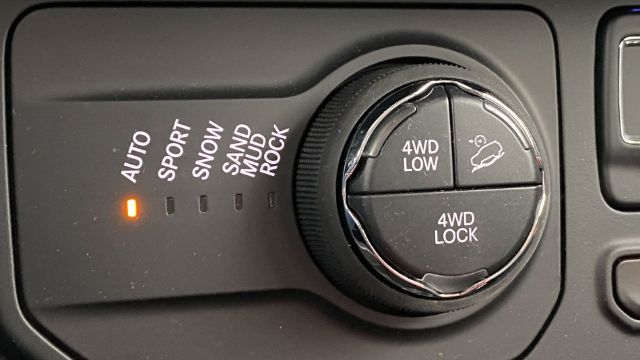 AUTO
SPORT
SNOW
SAND
MUD
ROCK
4WD
LOW
4WD
LOCK